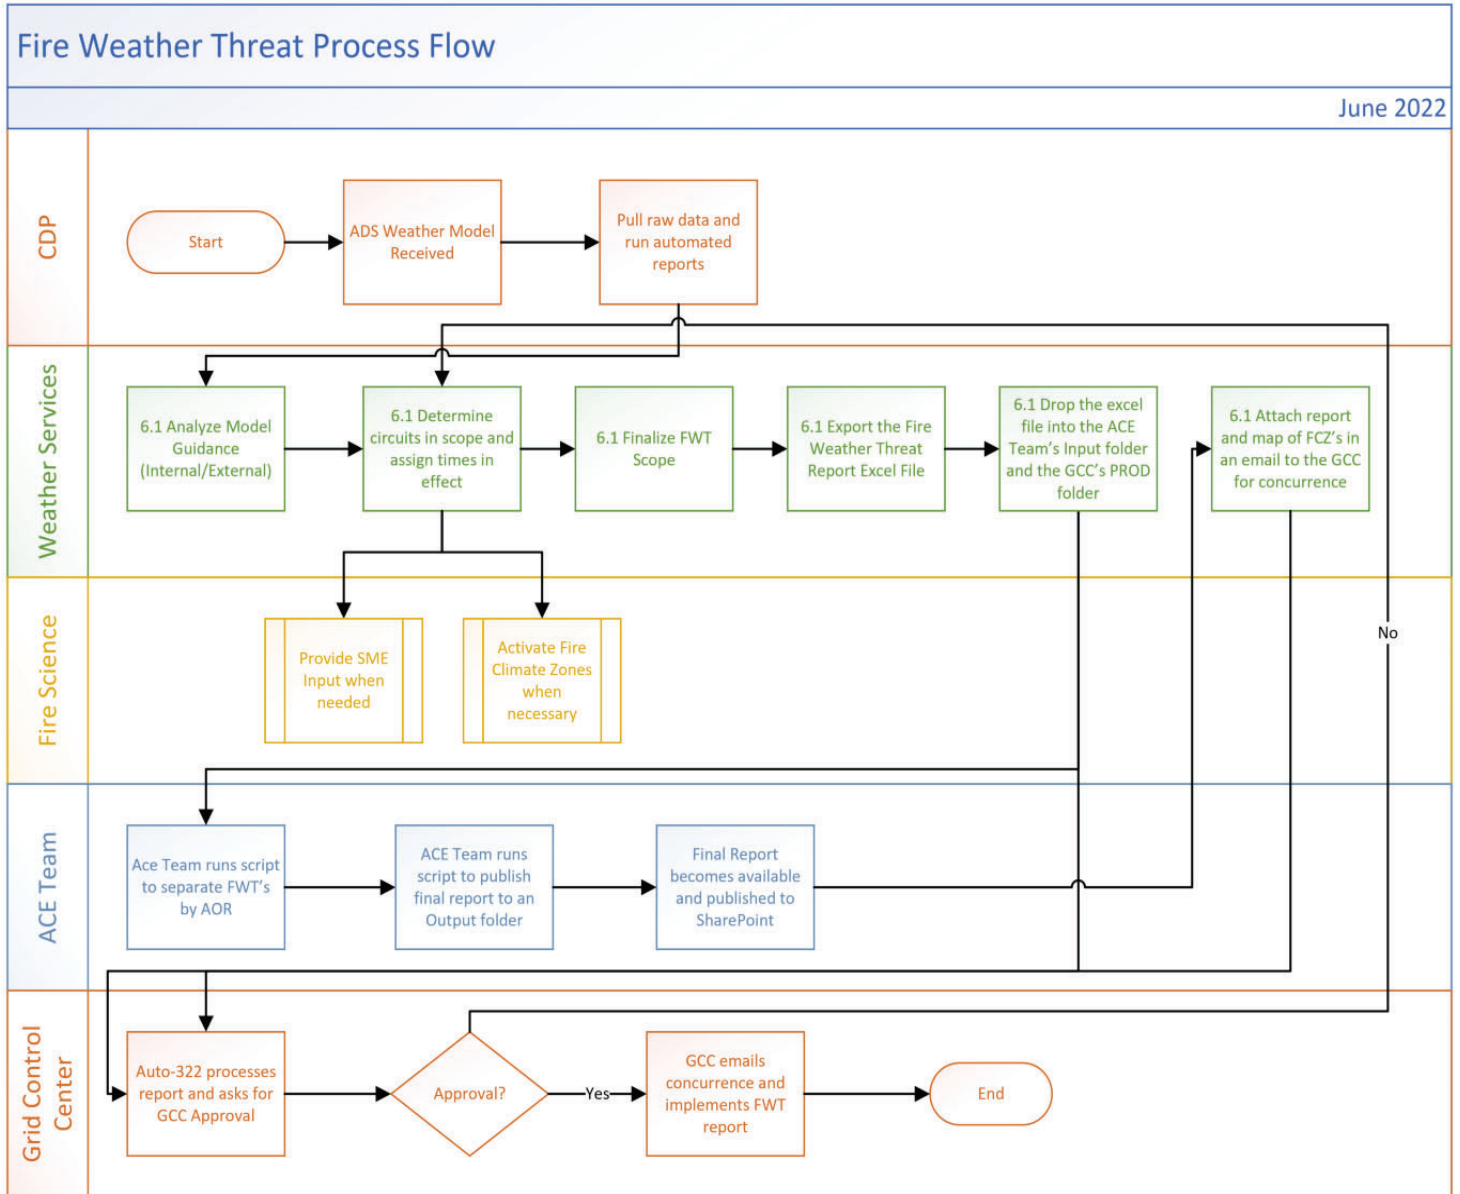 Fire Weather Threat Process Flow
June 2022
CDP
Start
ADS Weather Model
Received
Pull raw data and
run automated
reports
Weather Services
6.1 Analyze Model
Guidance
(Internal/External)
6.1 Determine
circuits in scope and
assign times in
effect
6.1 Finalize FWT
Scope
6.1 Export the Fire
Weather Threat
Report Excel File
6.1 Drop the excel
file into the ACE
Team's Input folder
and the GCC's PROD
folder
6.1 Attach report
and map of FCZ's in
an email to the GCC
for concurrence
Fire Science
Provide SME
Input when
needed
Activate Fire
Climate Zones
when
necessary
No
ACE Team
Ace Team runs script
to separate FWT's
by AOR
ACE Team runs
script to publish
final report to an
Output folder
Final Report
becomes available
and published to
SharePoint
Grid Control
Center
Auto-322 processes
report and asks for
GCC Approval
Approval?
Yes
GCC emails
concurrence and
implements FWT
report
End